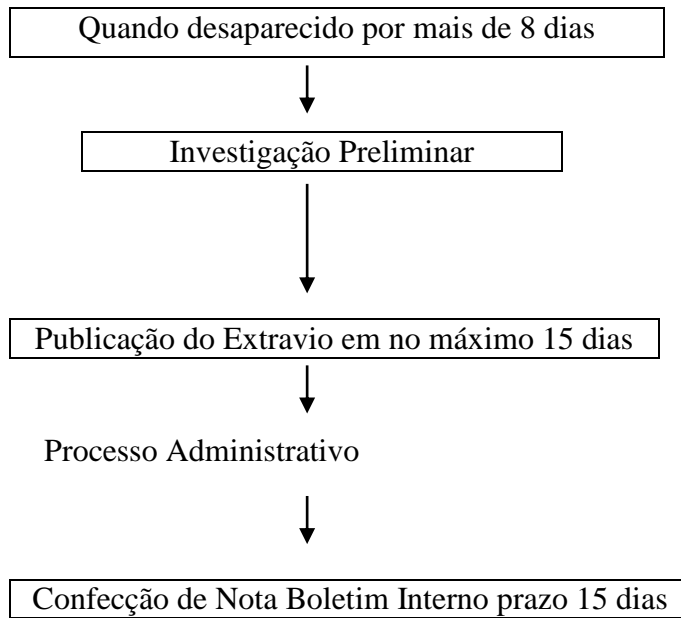 Quando desaparecido por mais de 8 dias
Investigação Preliminar
Publicação do Extravio em no máximo 15 dias
Processo Administrativo
Confecção de Nota Boletim Interno prazo 15 dias